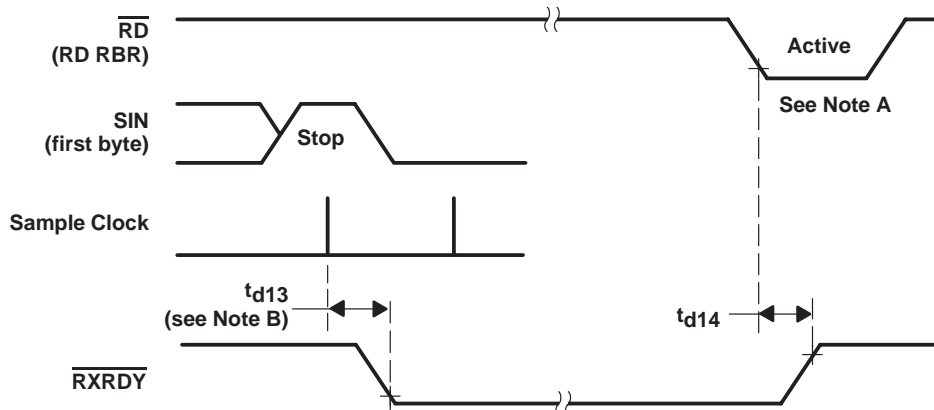 RD
(RD RBR)
Active
See Note A
SIN
(first byte)
Stop
Sample Clock
td13
(see Note B)
td14
RXRDY